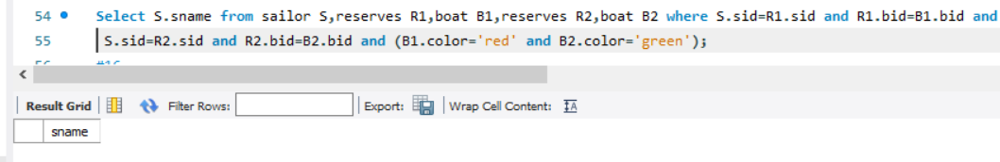 54 Select S.sname from sailor S,reserves R1,boat B1,reserves R2,boat B2 where S.sid=R1.sid and R1.bid=B1.bid and
55 S.sid=R2.sid and R2.bid=B2.bid and (B1.color='red' and B2.color='green');
Result Grid Filter Rows: Export: Wrap Cell Content:
sname